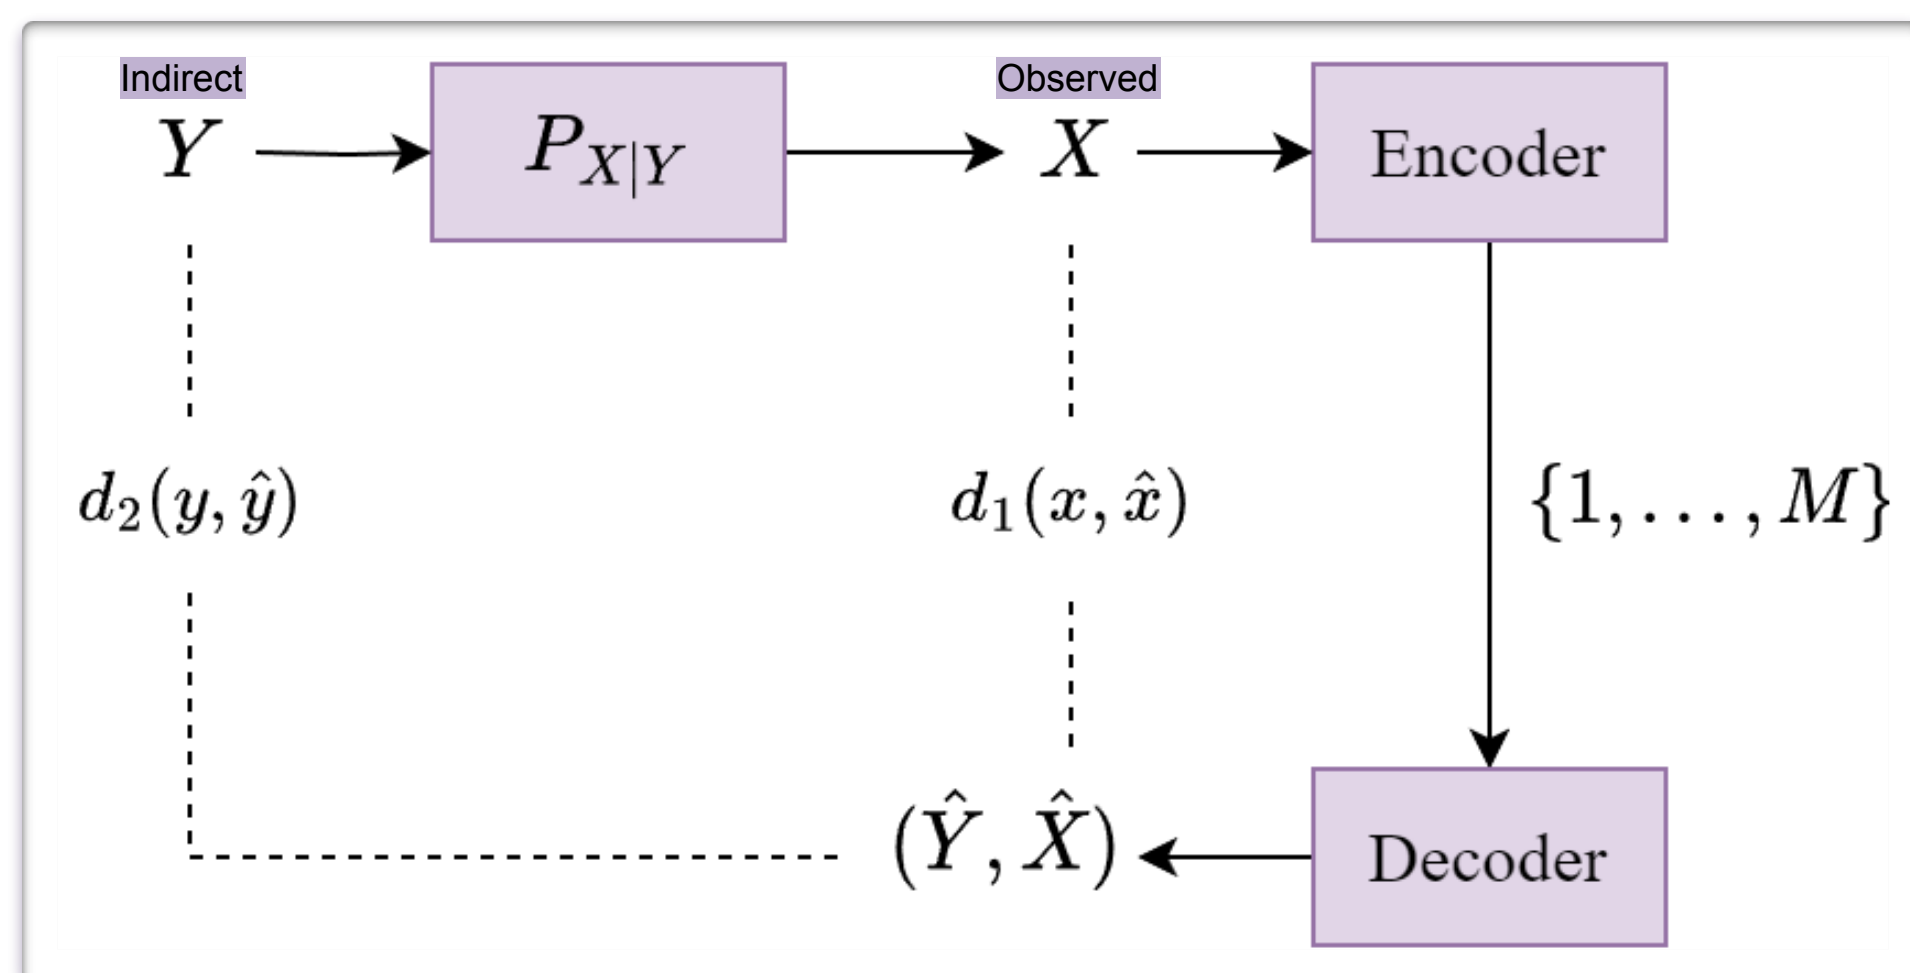 Indirect
Observed
Y
P_{X|Y}
X
Encoder
d_2(y, ŷ)
d_1(x, x̂)
{1, . . . , M}
(Ŷ, X̂)
Decoder